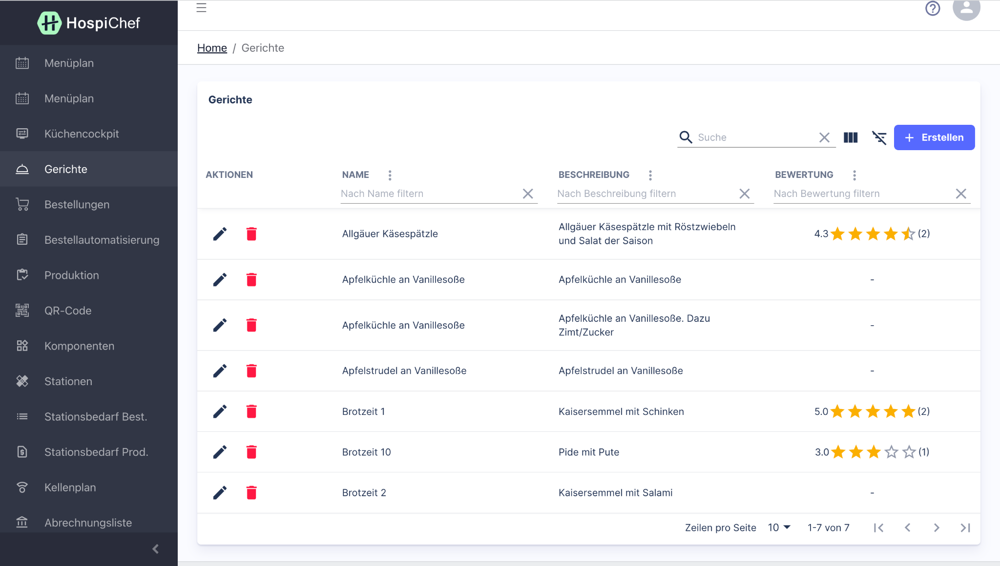 HospiChef
Menüplan
Menüplan
Küchencockpit
Gerichte
Bestellungen
Bestellautomatisierung
Produktion
QR-Code
Komponenten
Stationen
Stationsbedarf Best.
Stationsbedarf Prod.
Kellenplan
Abrechnungsliste
Home / Gerichte
Gerichte
Suche
+ Erstellen
AKTIONEN NAME BESCHREIBUNG BEWERTUNG
Nach Name filtern Nach Beschreibung filtern Nach Bewertung filtern
Allgäuer Käsespätzle Allgäuer Käsespätzle mit Röstzwiebeln
und Salat der Saison 4.3 (2)
Apfelküchle an Vanillesoße Apfelküchle an Vanillesoße -
Apfelküchle an Vanillesoße Apfelküchle an Vanillesoße. Dazu
Zimt/Zucker -
Apfelstrudel an Vanillesoße Apfelstrudel an Vanillesoße -
Brotzeit 1 Kaisersemmel mit Schinken 5.0 (2)
Brotzeit 10 Pide mit Pute 3.0 (1)
Brotzeit 2 Kaisersemmel mit Salami -
Zeilen pro Seite 10 1-7 von 7